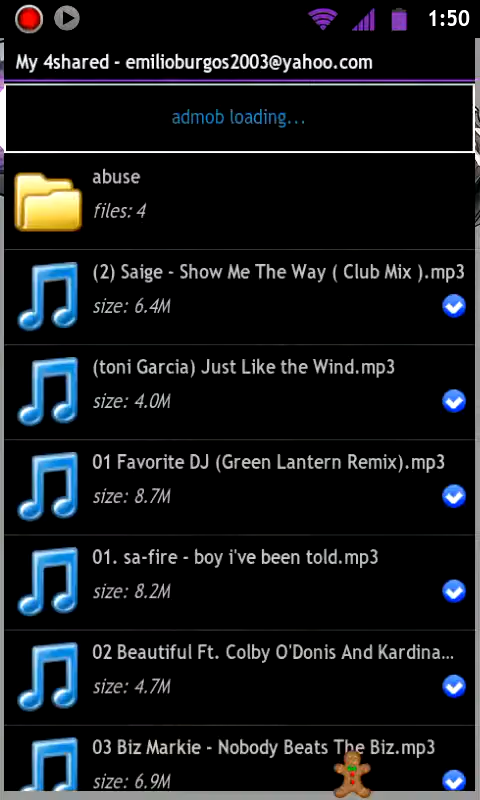 1:50
My 4shared - emilioburgos2003@yahoo.com
admob loading...
abuse
files: 4
(2) Saige - Show Me The Way ( Club Mix ).mp3
size: 6.4M
(toni Garcia) Just Like the Wind.mp3
size: 4.0M
01 Favorite DJ (Green Lantern Remix).mp3
size: 8.7M
01. sa-fire - boy i've been told.mp3
size: 8.2M
02 Beautiful Ft. Colby O'Donis And Kardina...
size: 4.7M
03 Biz Markie - Nobody Beats The Biz.mp3
size: 6.9M